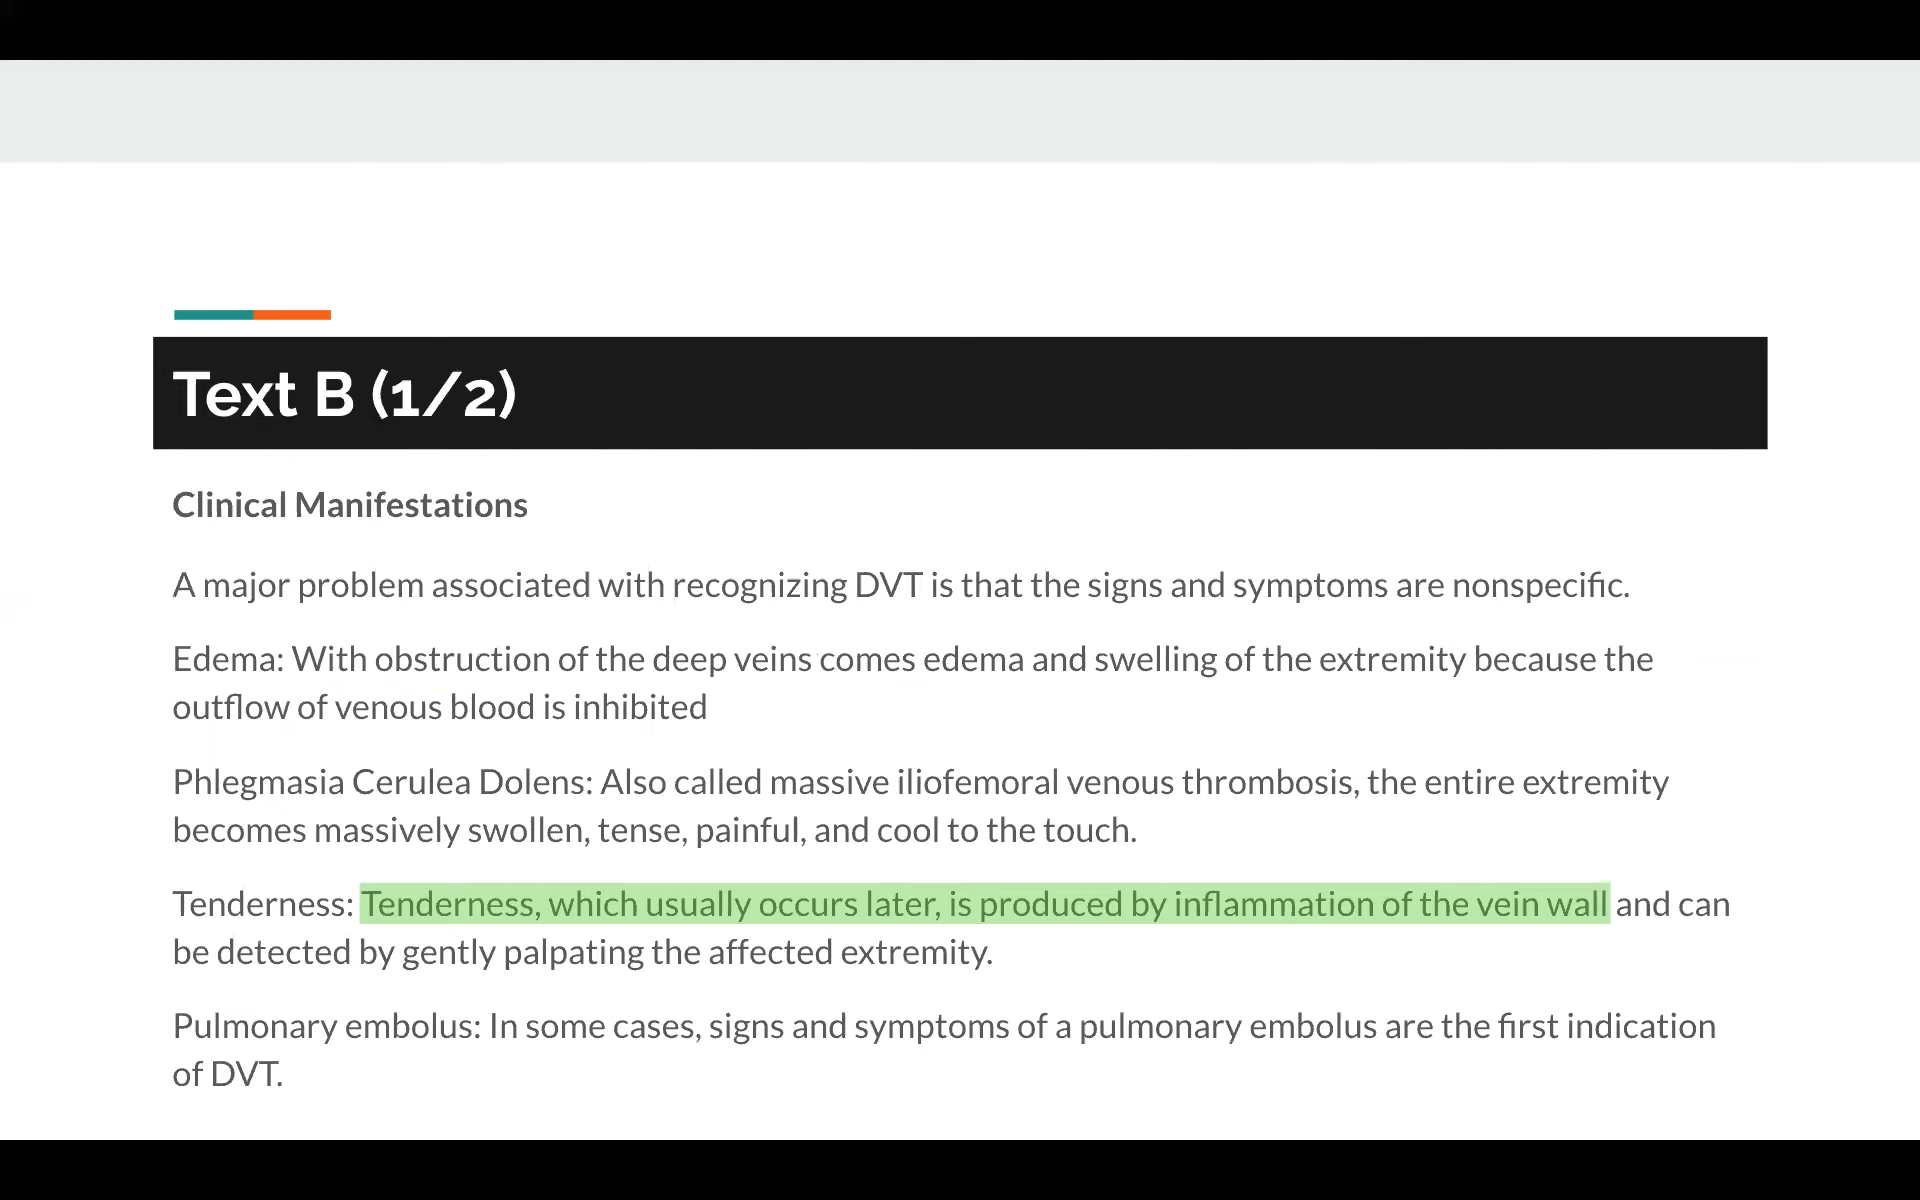 Text B (1/2)
Clinical Manifestations
A major problem associated with recognizing DVT is that the signs and symptoms are nonspecific.
Edema: With obstruction of the deep veins comes edema and swelling of the extremity because the
outflow of venous blood is inhibited
Phlegmasia Cerulea Dolens: Also called massive iliofemoral venous thrombosis, the entire extremity
becomes massively swollen, tense, painful, and cool to the touch.
Tenderness: Tenderness, which usually occurs later, is produced by inflammation of the vein wall and can
be detected by gently palpating the affected extremity.
Pulmonary embolus: In some cases, signs and symptoms of a pulmonary embolus are the first indication
of DVT.